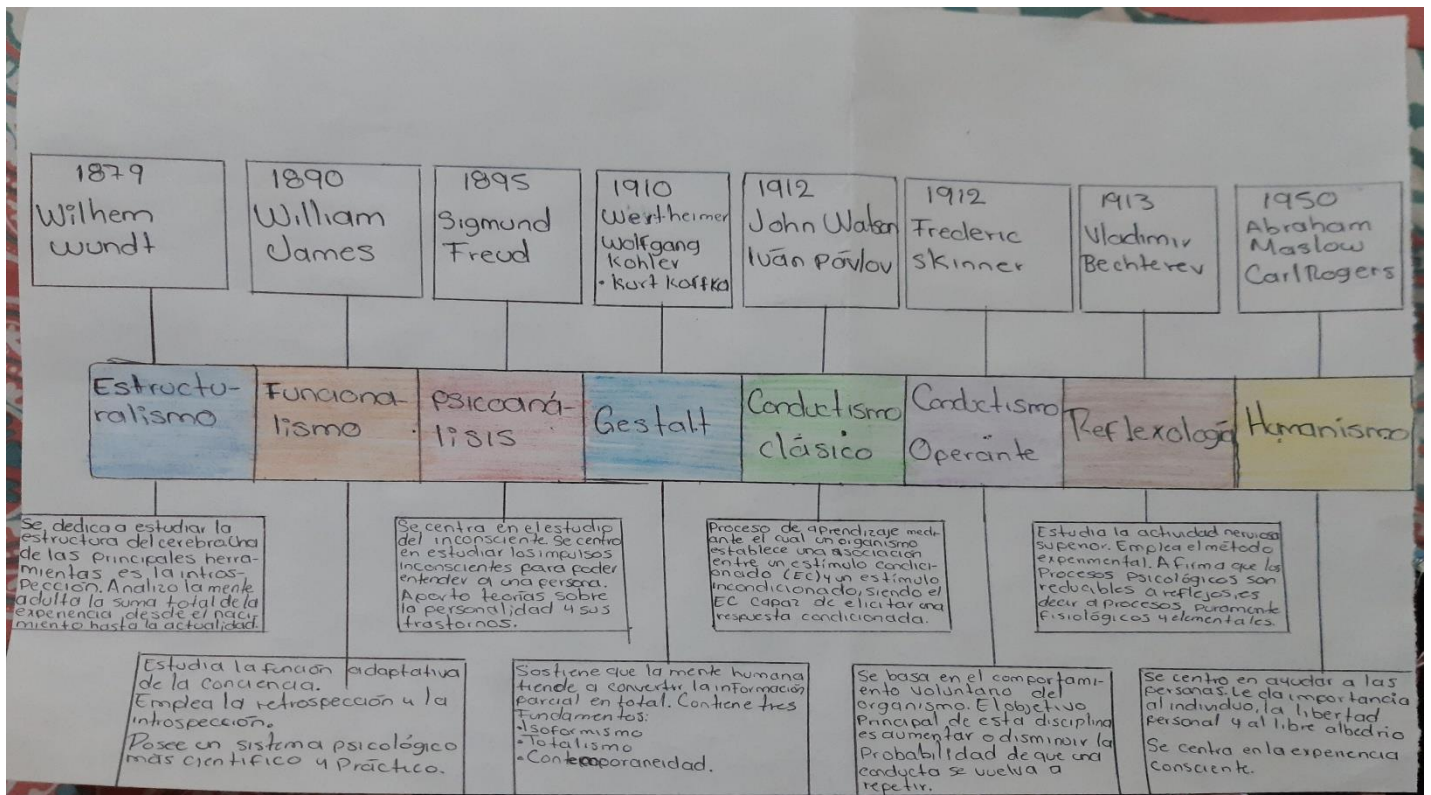 1879
Wilhem
wundt
1890
William
James
1895
Sigmund
Freud
1910
Wertheimer
Wolfgang
Kohler
• Kurt Koffka
1912
John Watson
Iván Póvlov
1912
Frederic
Skinner
1913
Vladimir
Bechterev
1950
Abraham
Maslow
Carl Rogers
Estructu-
ralismo
Funciona-
lismo
Psicoaná-
lisis
Gestalt
Conductismo
clásico
Conductismo
Operante
Reflexología
Humanismo
Se dedica a estudiar la
estructura del cerebro. Una
de las principales herra-
mientas es la intros-
pección. Analizo la mente
adulta la suma total de la
experiencia desde el naci-
miento hasta la actualidad.
Estudia la función adaptativa
de la conciencia.
Emplea la retrospección y la
introspección.
Posee un sistema psicológico
más científico y práctico.
Se centra en el estudio
del inconsciente. Se centro
en estudiar los impulsos
inconscientes para poder
entender a una persona.
Aporto teorías sobre
la personalidad y sus
trastornos.
Sostiene que la mente humana
tiende a convertir la información
parcial en total. Contiene tres
Fundamentos:
• Isoformismo
• Totalismo
• Contemporaneidad.
Proceso de aprendizaje medi-
ante el cual un organismo
establece una asociación
entre un estímulo condici-
onado (EC) y un estímulo
incondicionado, siendo el
EC capaz de elicitar una
respuesta condicionada.
Se basa en el comportami-
ento voluntario del
organismo. El objetivo
Principal de esta disciplina
es aumentar o disminuir la
Probabilidad de que una
conducta se vuelva a
repetir.
Estudia la actividad nerviosa
superior. Emplea el método
experimental. Afirma que los
Procesos psicológicos son
reducibles a reflejos, es
decir a procesos, puramente
fisiológicos y elementales.
Se centro en ayudar a las
personas. Le da importancia
al individuo, la libertad
personal y al libre albedrio
Se centra en la experiencia
consciente.